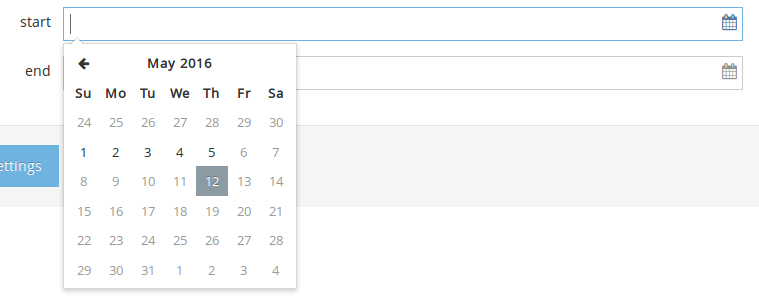 start
end
May 2016
Su Mo Tu We Th Fr Sa
24 25 26 27 28 29 30
1 2 3 4 5 6 7
8 9 10 11 12 13 14
15 16 17 18 19 20 21
22 23 24 25 26 27 28
29 30 31 1 2 3 4
ettings